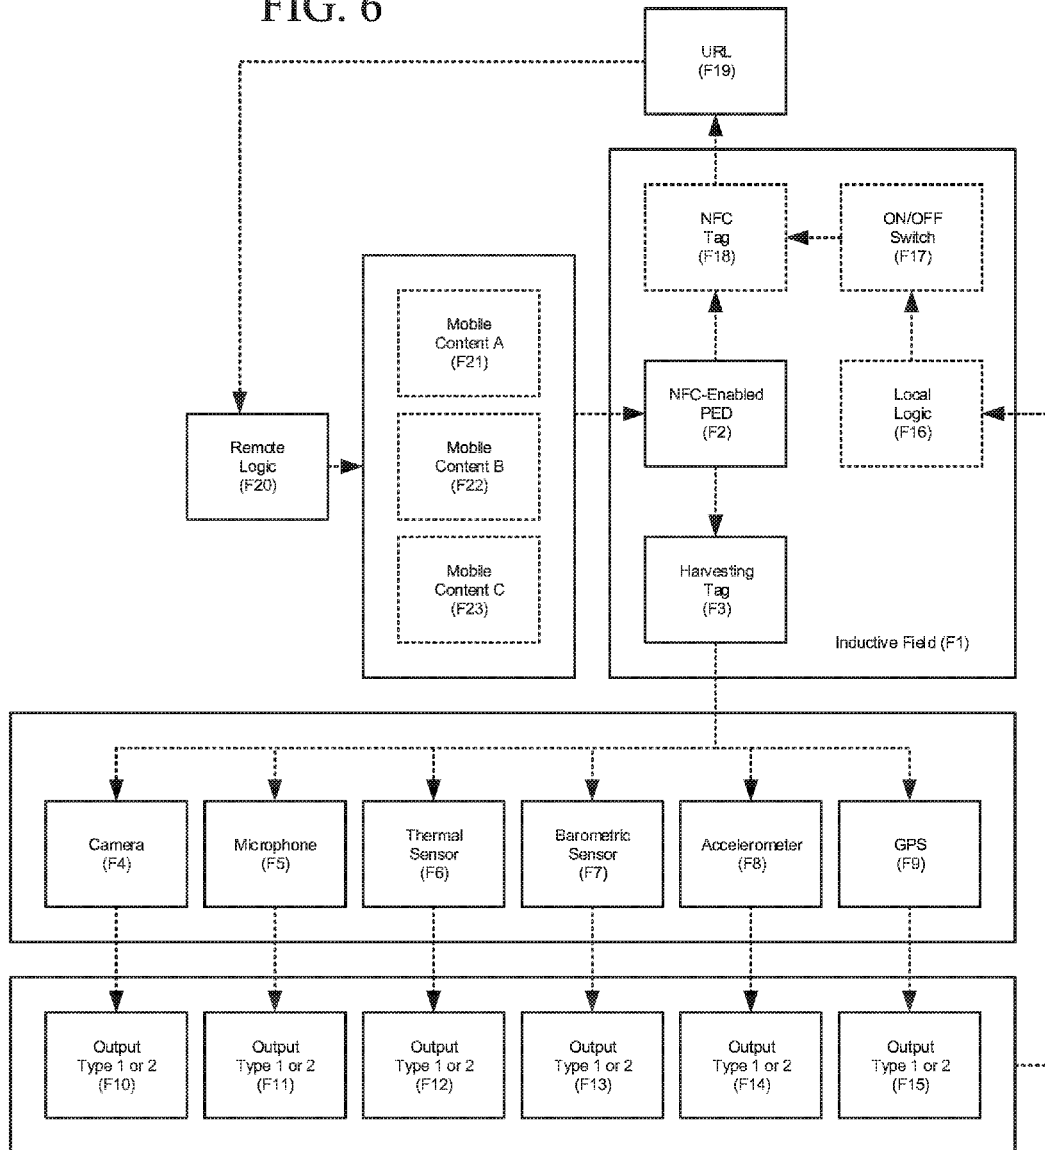 FIG. 6
URL
(F19)
NFC
Tag
(F18)
ON/OFF
Switch
(F17)
Mobile
Content A
(F21)
NFC-Enabled
PED
(F2)
Local
Logic
(F16)
Remote
Logic
(F20)
Mobile
Content B
(F22)
Mobile
Content C
(F23)
Harvesting
Tag
(F3)
Inductive Field (F1)
Camera
(F4)
Microphone
(F5)
Thermal
Sensor
(F6)
Barometric
Sensor
(F7)
Accelerometer
(F8)
GPS
(F9)
Output
Type 1 or 2
(F10)
Output
Type 1 or 2
(F11)
Output
Type 1 or 2
(F12)
Output
Type 1 or 2
(F13)
Output
Type 1 or 2
(F14)
Output
Type 1 or 2
(F15)